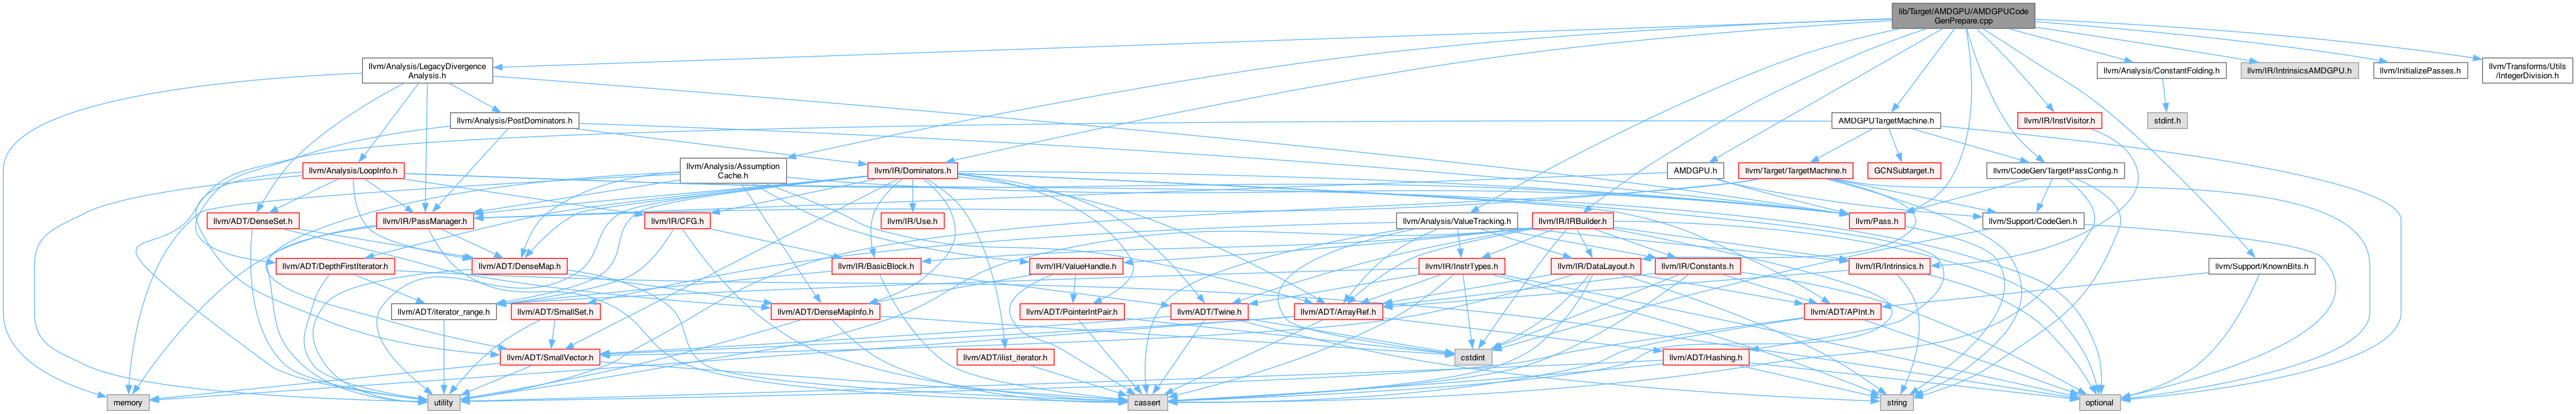 lib/Target/AMDGPU/AMDGPUCode
GenPrepare.cpp
llvm/Analysis/LegacyDivergence
Analysis.h
llvm/Analysis/ConstantFolding.h
llvm/IR/IntrinsicsAMDGPU.h
llvm/InitializePasses.h
llvm/Transforms/Utils
/IntegerDivision.h
llvm/Analysis/PostDominators.h
AMDGPUTargetMachine.h
llvm/IR/InstVisitor.h
stdint.h
llvm/Analysis/LoopInfo.h
llvm/Analysis/Assumption
Cache.h
llvm/IR/Dominators.h
AMDGPU.h
llvm/Target/TargetMachine.h
GCNSubtarget.h
llvm/CodeGen/TargetPassConfig.h
llvm/ADT/DenseSet.h
llvm/IR/PassManager.h
llvm/IR/CFG.h
llvm/IR/Use.h
llvm/Analysis/ValueTracking.h
llvm/IR/IRBuilder.h
llvm/Pass.h
llvm/Support/CodeGen.h
llvm/ADT/DepthFirstIterator.h
llvm/ADT/DenseMap.h
llvm/IR/BasicBlock.h
llvm/IR/ValueHandle.h
llvm/IR/InstrTypes.h
llvm/IR/DataLayout.h
llvm/IR/Constants.h
llvm/IR/Intrinsics.h
llvm/Support/KnownBits.h
llvm/ADT/iterator_range.h
llvm/ADT/SmallSet.h
llvm/ADT/DenseMapInfo.h
llvm/ADT/PointerIntPair.h
llvm/ADT/Twine.h
llvm/ADT/ArrayRef.h
llvm/ADT/APInt.h
llvm/ADT/SmallVector.h
llvm/ADT/ilist_iterator.h
cstdint
llvm/ADT/Hashing.h
memory
utility
cassert
string
optional